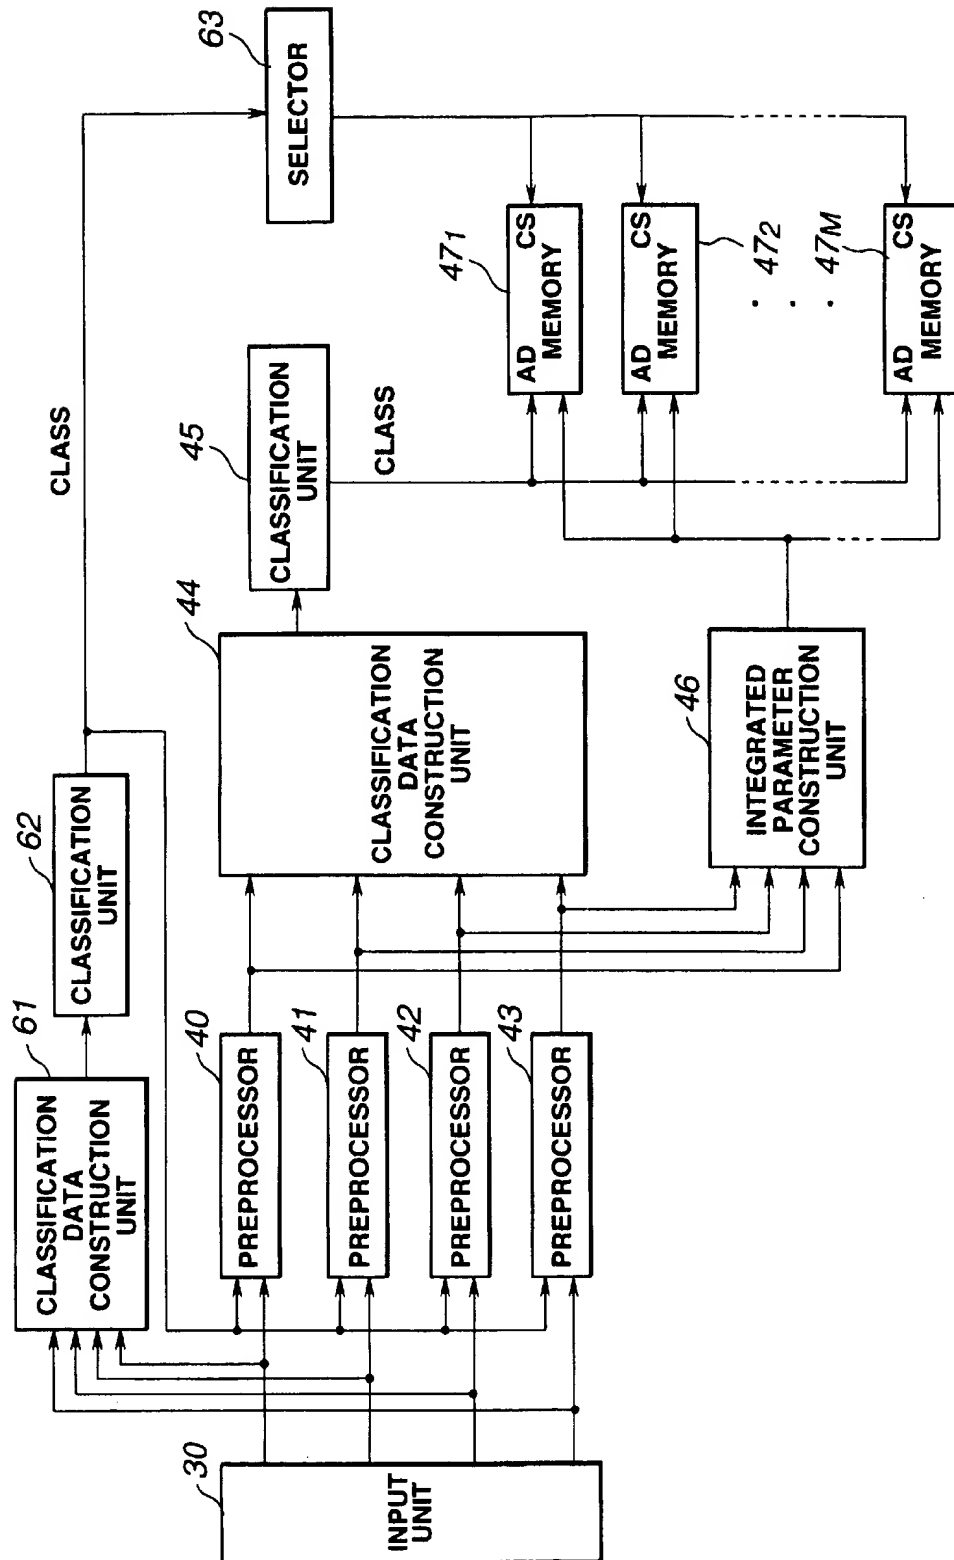 30
INPUT
UNIT
61
CLASSIFICATION
DATA
CONSTRUCTION
UNIT
62
CLASSIFICATION
UNIT
CLASS
63
SELECTOR
40
PREPROCESSOR
41
PREPROCESSOR
42
PREPROCESSOR
43
PREPROCESSOR
44
CLASSIFICATION
DATA
CONSTRUCTION
UNIT
45
CLASSIFICATION
UNIT
CLASS
46
INTEGRATED
PARAMETER
CONSTRUCTION
UNIT
47₁
AD CS
MEMORY
47₂
AD CS
MEMORY
. . .
47M
AD CS
MEMORY